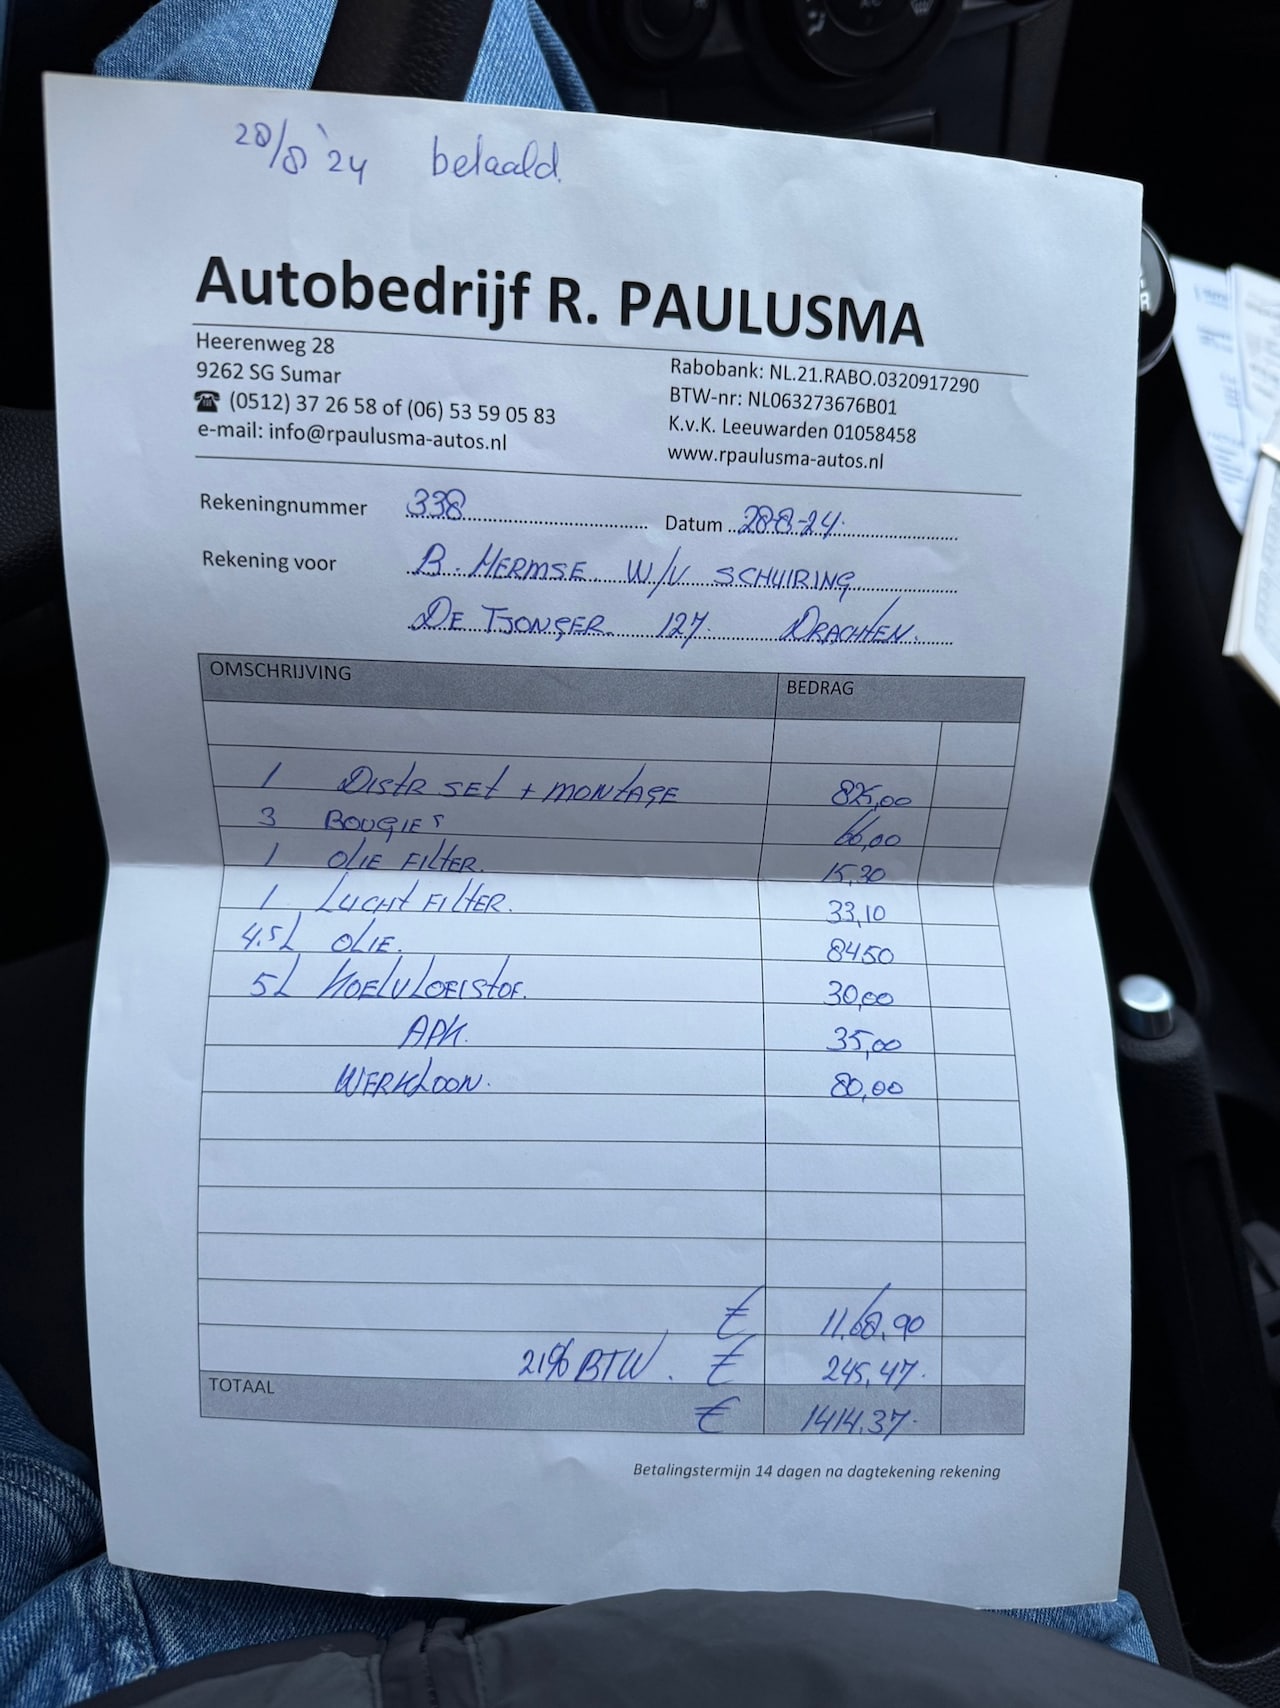 28/8 '24 betaald.
Autobedrijf R. PAULUSMA
Heerenweg 28
9262 SG Sumar
☎ (0512) 37 26 58 of (06) 53 59 05 83
e-mail: info@rpaulusma-autos.nl
Rabobank: NL.21.RABO.0320917290
BTW-nr: NL063273676B01
K.v.K. Leeuwarden 01058458
www.rpaulusma-autos.nl
Rekeningnummer 338 Datum 28-8-24.
Rekening voor B. HERMSE. W/V SCHUIRING
DE TJONGER. 127. DRACHTEN.
OMSCHRIJVING BEDRAG
1 DISTR SET + MONTAGE 825,00
3 BOUGIES 66,00
1 OLIE FILTER. 15,30
1 LUCHT FILTER. 33,10
4.5 L OLIE. 84.50
5 L KOELVLOEISTOF. 30,00
APK. 35,00
WERKLOON. 80,00
€ 1168.90
21% BTW. € 245,47.
TOTAAL € 1414.37.
Betalingstermijn 14 dagen na dagtekening rekening